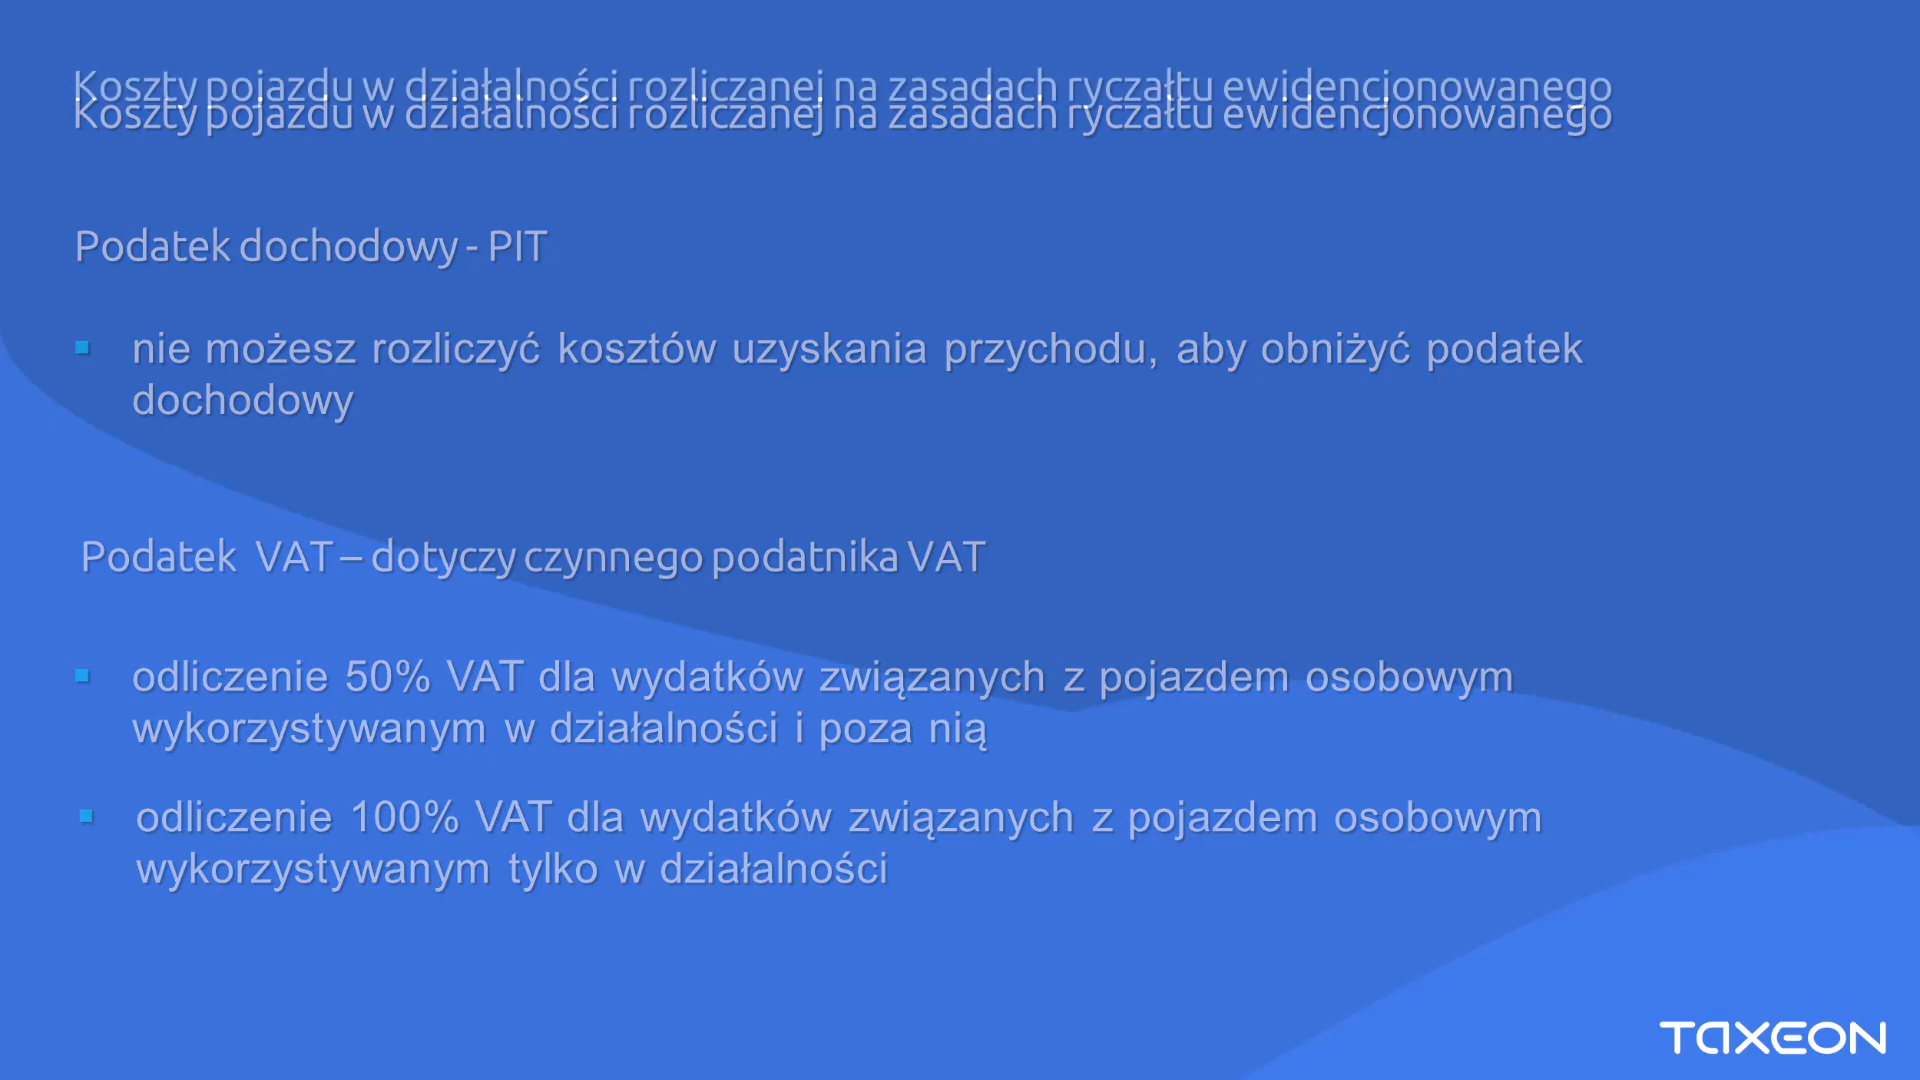 Koszty pojazdu w działalności rozliczanej na zasadach ryczałtu ewidencjonowanego
Koszty pojazdu w działalności rozliczanej na zasadach ryczałtu ewidencjonowanego
Podatek dochodowy - PIT
nie możesz rozliczyć kosztów uzyskania przychodu, aby obniżyć podatek
dochodowy
Podatek VAT – dotyczy czynnego podatnika VAT
odliczenie 50% VAT dla wydatków związanych z pojazdem osobowym
wykorzystywanym w działalności i poza nią
odliczenie 100% VAT dla wydatków związanych z pojazdem osobowym
wykorzystywanym tylko w działalności
TAXEON